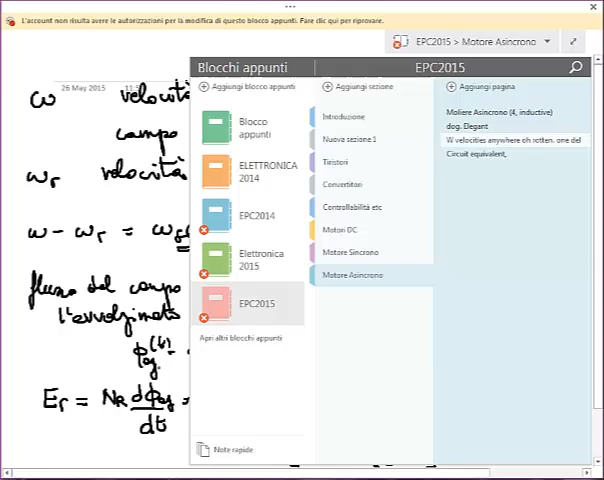 L'account non risulta avere le autorizzazioni per la modifica di questo blocco appunti. Fare clic qui per riprovare.
EPC2015 > Motore Asincrono
Blocchi appunti
EPC2015
Aggiungi blocco appunti
Aggiungi sezione
Aggiungi pagina
26 May 2015
Blocco appunti
ELETTRONICA 2014
EPC2014
Elettronica 2015
EPC2015
Apri altri blocchi appunti
Note rapide
Introduzione
Nuova sezione 1
Tiristori
Convertitori
Controllabilità etc
Motori DC
Motore Sincrono
Motore Asincrono
Moliere Asincrono (4, inductive)
dog. Elegant
W velocities anywhere oh rotten. one del
Circuit equivalent,
ω velocità
campo
ωr velocità
ω - ωr =
flusso del campo
l'avvolgimento
Er = NR
dt